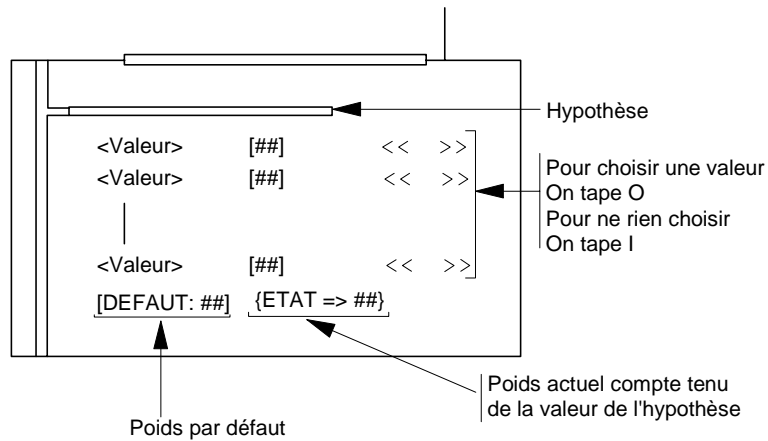 Hypothèse
<Valeur> [##] << >>
<Valeur> [##] << >>
Pour choisir une valeur
On tape O
Pour ne rien choisir
On tape I
<Valeur> [##] << >>
[DEFAUT: ##] {ETAT => ##}
Poids actuel compte tenu
de la valeur de l'hypothèse
Poids par défaut